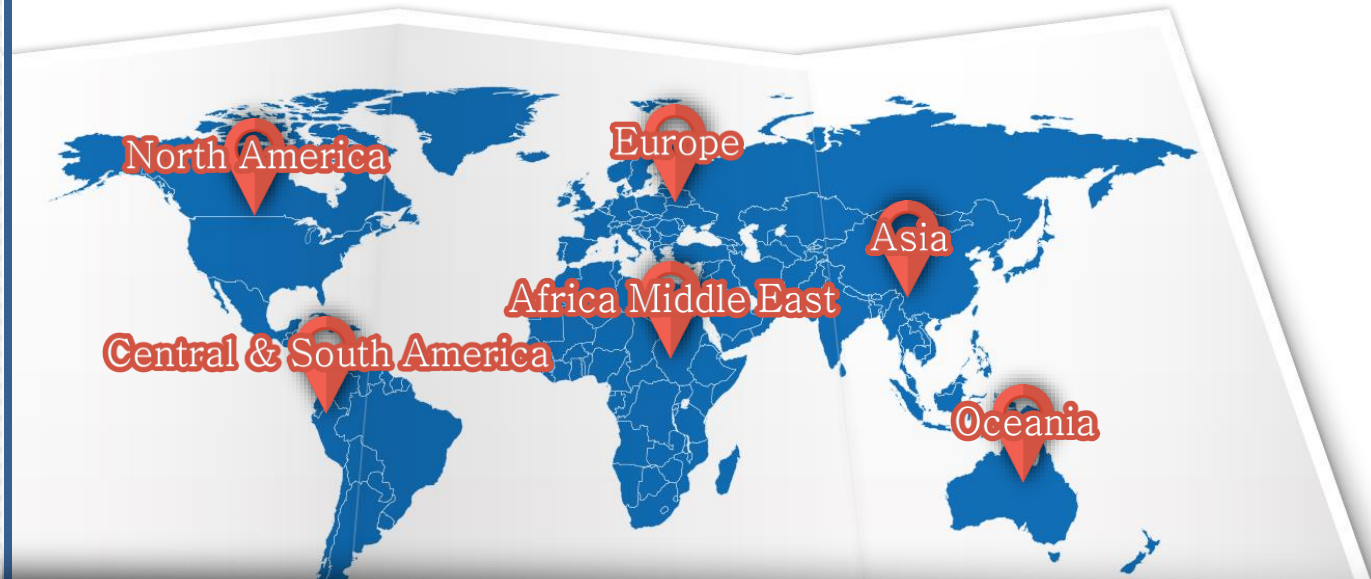 North America
Europe
Asia
Africa Middle East
Central & South America
Oceania